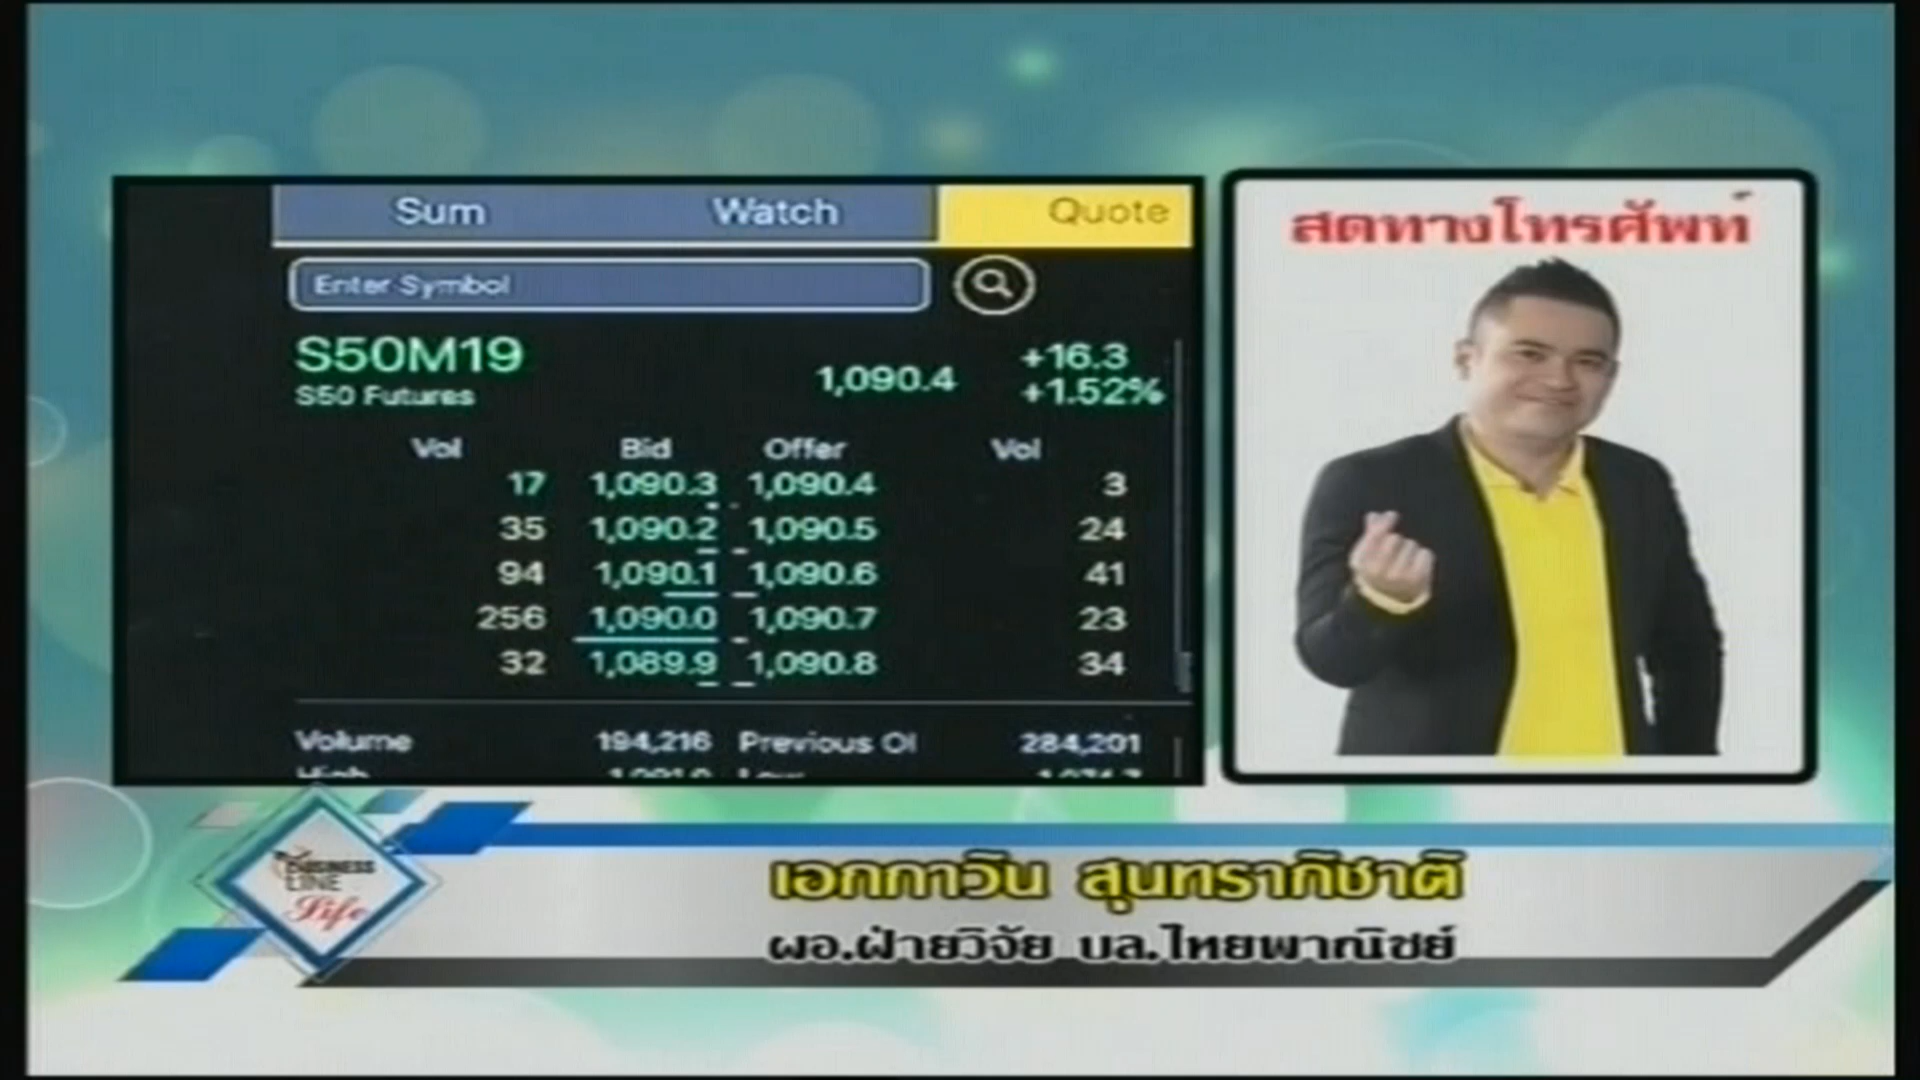 Sum Watch Quote
Enter Symbol
S50M19
S50 Futures
1,090.4
+16.3
+1.52%
Vol Bid Offer Vol
17 1,090.3 1,090.4 3
35 1,090.2 1,090.5 24
94 1,090.1 1,090.6 41
256 1,090.0 1,090.7 23
32 1,089.9 1,090.8 34
Volume 194,216 Previous OI 284,201
สดทางโทรศัพท์
BUSINESS
LINE
Life
เอกภาวิน สุนทราภิชาติ
ผอ.ฝ่ายวิจัย บล.ไทยพาณิชย์